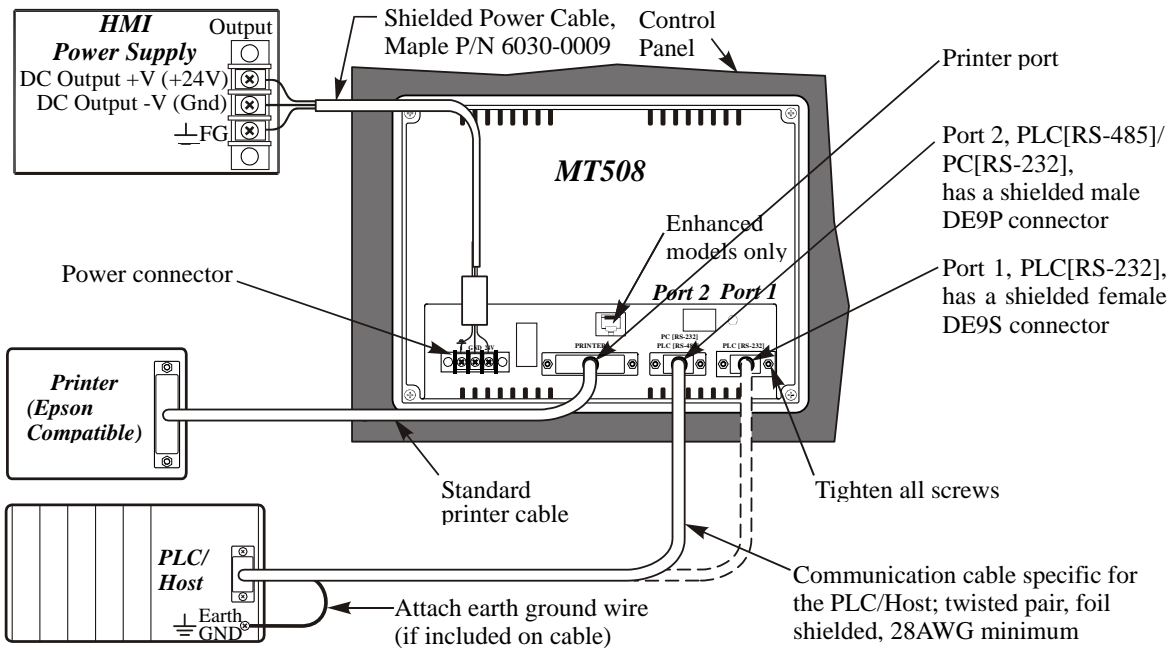 HMI
Power Supply
Output
DC Output +V (+24V)
DC Output -V (Gnd)
FG
Shielded Power Cable,
Maple P/N 6030-0009
Control
Panel
Printer port
MT508
Port 2, PLC[RS-485]/
PC[RS-232],
has a shielded male
DE9P connector
Enhanced
models only
Power connector
Port 2 Port 1
Port 1, PLC[RS-232],
has a shielded female
DE9S connector
GND 24V
PRINTER
PC [RS-232]
PLC [RS-485]
PLC [RS-232]
Printer
(Epson
Compatible)
Standard
printer cable
Tighten all screws
PLC/
Host
Earth
GND
Attach earth ground wire
(if included on cable)
Communication cable specific for
the PLC/Host; twisted pair, foil
shielded, 28AWG minimum